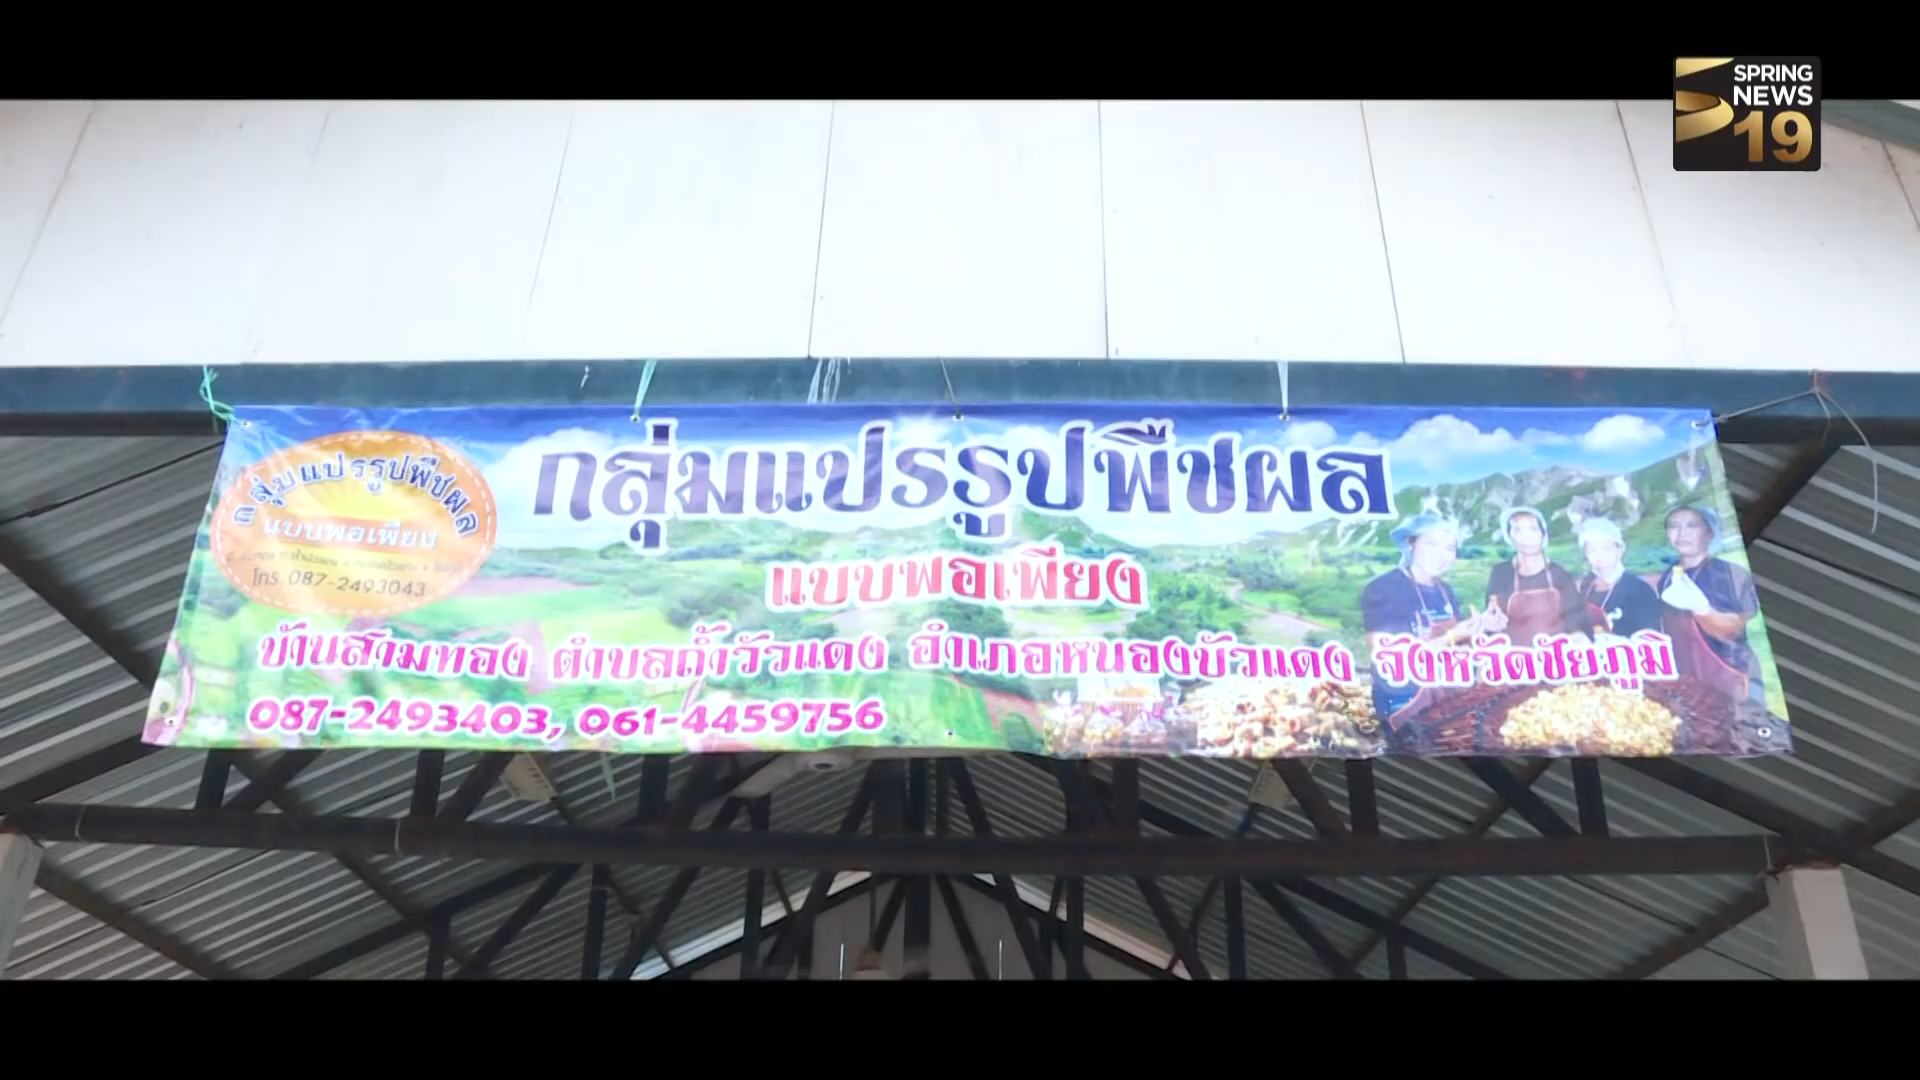 SPRING
NEWS
19
กลุ่มแปรรูปพืชผล
แบบพอเพียง
โทร. 087-2493043
กลุ่มแปรรูปพืชผล
แบบพอเพียง
บ้านสามทอง ตำบลถ้ำวัวแดง อำเภอหนองบัวแดง จังหวัดชัยภูมิ
087-2493403, 061-4459756